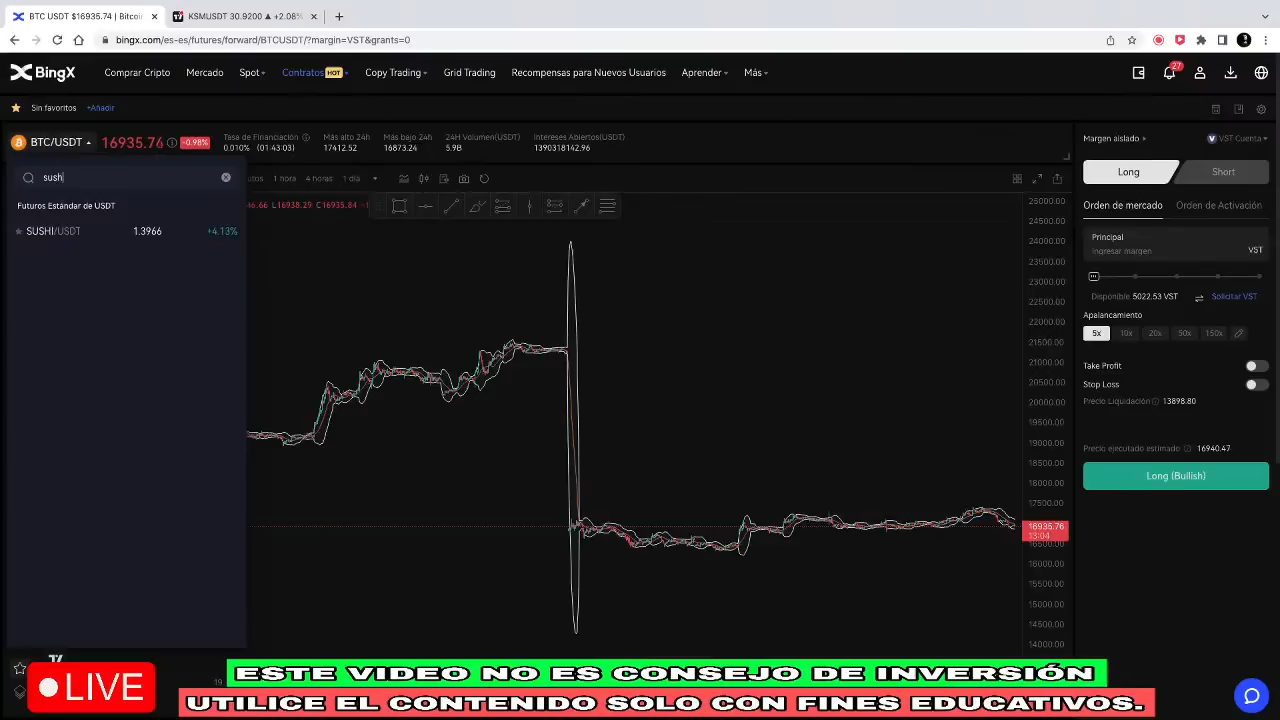 BTC USDT $16935.74 | Bitcoin
KSMUSDT 30.9200 ▲ +2.08%
bingx.com/es-es/futures/forward/BTCUSDT/?margin=VST&grants=0
BingX
Comprar Cripto
Mercado
Spot
Contratos HOT
Copy Trading
Grid Trading
Recompensas para Nuevos Usuarios
Aprender
Más
27
Sin favoritos
+Añadir
BTC/USDT
16935.76
-0.98%
Tasa de Financiación
0.010% (01:43:03)
Más alto 24h
17412.52
Más bajo 24h
16873.24
24H Volumen(USDT)
5.9B
Intereses Abiertos(USDT)
1390318142.96
sush
Futuros Estándar de USDT
SUSHI/USDT 1.3966 +4.13%
utos
1 hora
4 horas
1 día
46.66 L16938.29 C16935.84
25000.00
24500.00
24000.00
23500.00
23000.00
22500.00
22000.00
21500.00
21000.00
20500.00
20000.00
19500.00
19000.00
18500.00
18000.00
17500.00
16935.76
13:04
16500.00
16000.00
15500.00
15000.00
14500.00
14000.00
19
Margen aislado
VST Cuenta
Long
Short
Orden de mercado
Orden de Activación
Principal
ingresar margen
VST
Disponible 5022.53 VST
Solicitar VST
Apalancamiento
5x
10x
20x
50x
150x
Take Profit
Stop Loss
Precio Liquidación 13898.80
Precio ejecutado estimado 16940.47
Long (Bullish)
LIVE
ESTE VIDEO NO ES CONSEJO DE INVERSIÓN
UTILICE EL CONTENIDO SOLO CON FINES EDUCATIVOS.